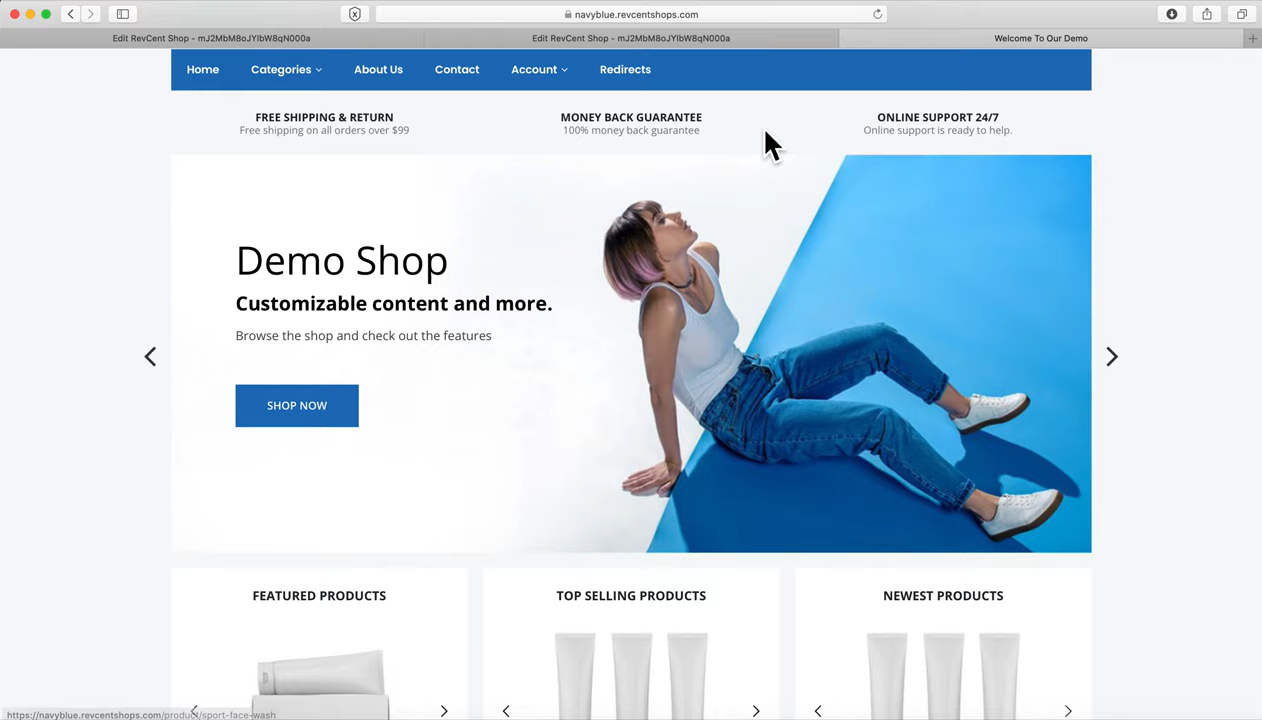 navyblue.revcentshops.com
Edit RevCent Shop - mJ2MbM8oJYIbW8qN000a
Edit RevCent Shop - mJ2MbM8oJYIbW8qN000a
Welcome To Our Demo
Home
Categories
About Us
Contact
Account
Redirects
FREE SHIPPING & RETURN
Free shipping on all orders over $99
MONEY BACK GUARANTEE
100% money back guarantee
ONLINE SUPPORT 24/7
Online support is ready to help.
Demo Shop
Customizable content and more.
Browse the shop and check out the features
SHOP NOW
FEATURED PRODUCTS
TOP SELLING PRODUCTS
NEWEST PRODUCTS
https://navyblue.revcentshops.com/product/sport-face-wash